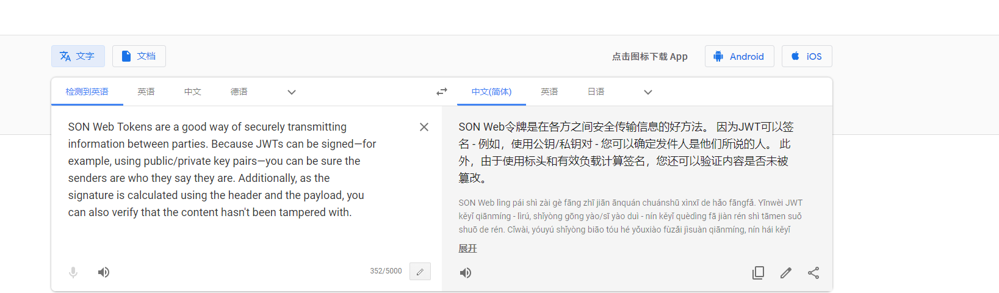 文字
文档
点击图标下载 App
Android
iOS
检测到英语
英语
中文
德语
中文(简体)
英语
日语
SON Web Tokens are a good way of securely transmitting
information between parties. Because JWTs can be signed—for
example, using public/private key pairs—you can be sure the
senders are who they say they are. Additionally, as the
signature is calculated using the header and the payload, you
can also verify that the content hasn't been tampered with.
352/5000
SON Web令牌是在各方之间安全传输信息的好方法。 因为JWT可以签
名 - 例如，使用公钥/私钥对 - 您可以确定发件人是他们所说的人。 此
外，由于使用标头和有效负载计算签名，您还可以验证内容是否未被
篡改。
SON Web lìng pái shì zài gè fāng zhī jiān ānquán chuánshū xìnxī de hǎo fāngfǎ. Yīnwèi JWT
kěyǐ qiānmíng - lìrú, shǐyòng gōng yào/sī yào duì - nín kěyǐ quèdìng fā jiàn rén shì tāmen suǒ
shuō de rén. Cǐwài, yóuyú shǐyòng biāo tóu hé yǒuxiào fùzǎi jìsuàn qiānmíng, nín hái kěyǐ
展开